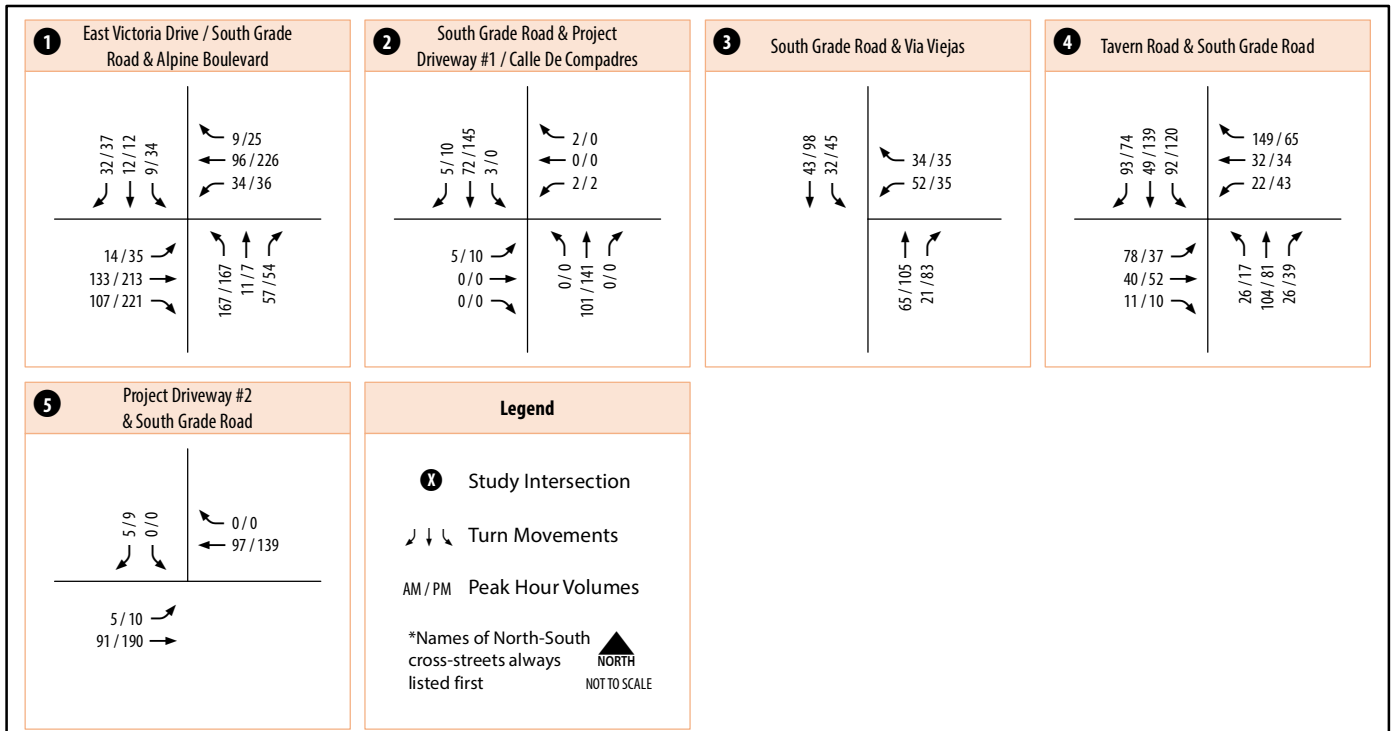 1
East Victoria Drive / South Grade
Road & Alpine Boulevard
32 / 37
12 / 12
9 / 34
9 / 25
96 / 226
34 / 36
14 / 35
133 / 213
107 / 221
167 / 167
11 / 7
57 / 54
2
South Grade Road & Project
Driveway #1 / Calle De Compadres
5 / 10
72 / 145
3 / 0
2 / 0
0 / 0
2 / 2
5 / 10
0 / 0
0 / 0
0 / 0
101 / 141
0 / 0
3
South Grade Road & Via Viejas
43 / 98
32 / 45
34 / 35
52 / 35
65 / 105
21 / 83
4
Tavern Road & South Grade Road
93 / 74
49 / 139
92 / 120
149 / 65
32 / 34
22 / 43
78 / 37
40 / 52
11 / 10
26 / 17
104 / 81
26 / 39
5
Project Driveway #2
& South Grade Road
5 / 9
0 / 0
0 / 0
97 / 139
5 / 10
91 / 190
Legend
X Study Intersection
Turn Movements
AM / PM Peak Hour Volumes
*Names of North-South
cross-streets always
listed first
NORTH
NOT TO SCALE